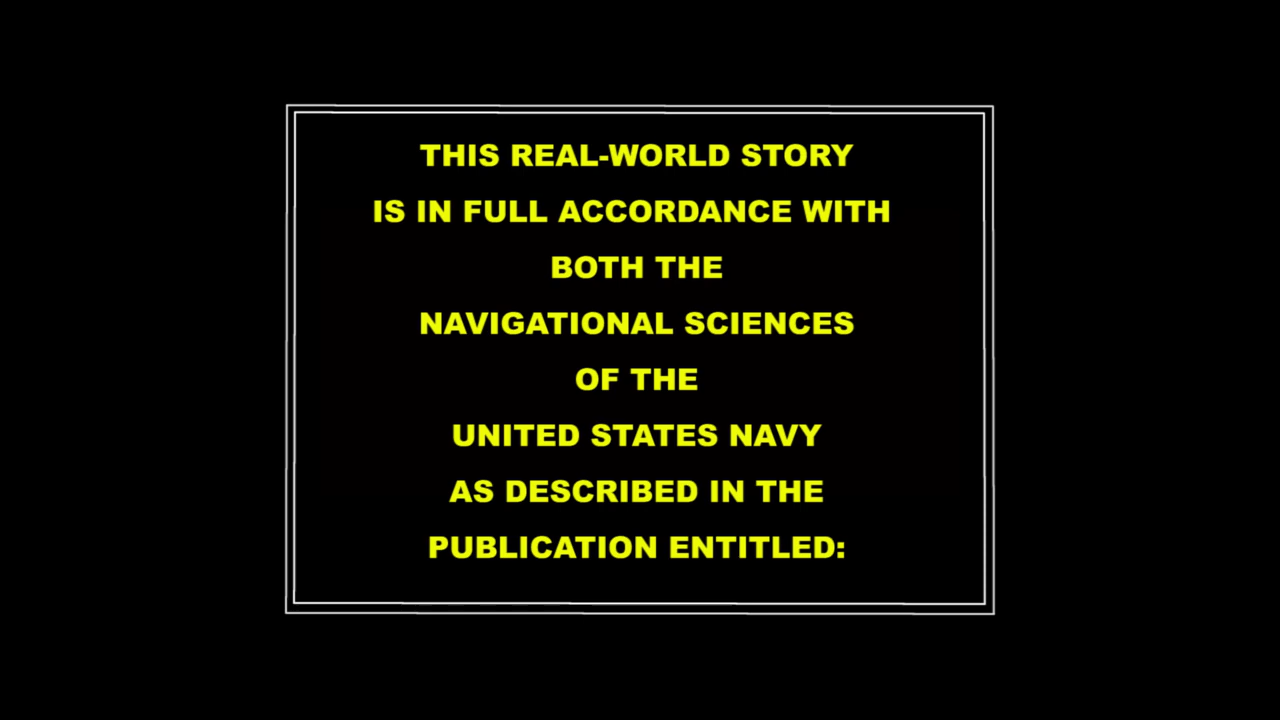 THIS REAL-WORLD STORY
IS IN FULL ACCORDANCE WITH
BOTH THE
NAVIGATIONAL SCIENCES
OF THE
UNITED STATES NAVY
AS DESCRIBED IN THE
PUBLICATION ENTITLED: